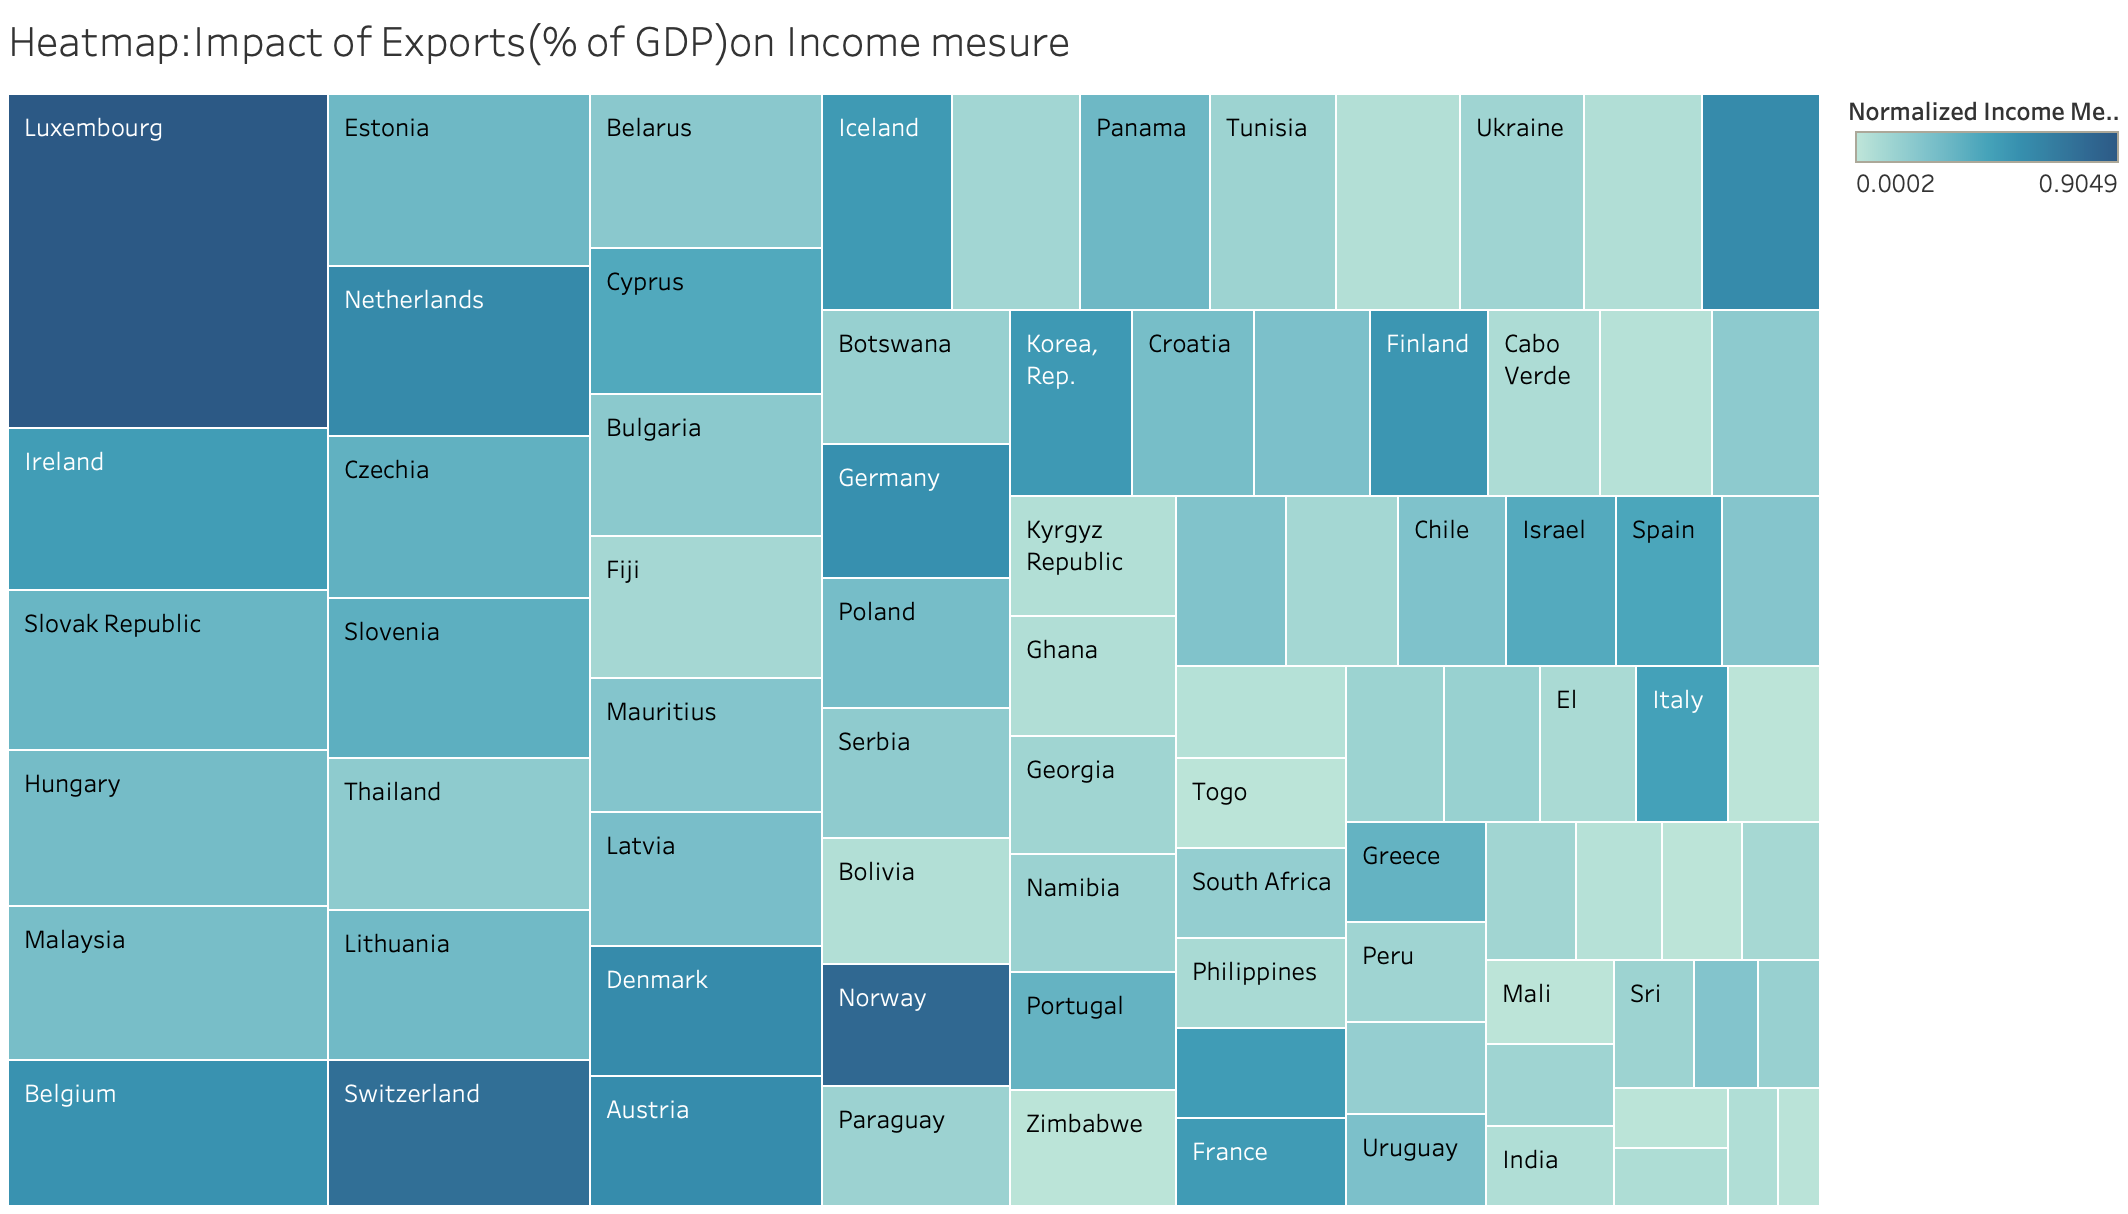 Heatmap:Impact of Exports(% of GDP)on Income mesure
Normalized Income Me..
0.0002 0.9049
Luxembourg
Ireland
Slovak Republic
Hungary
Malaysia
Belgium
Estonia
Netherlands
Czechia
Slovenia
Thailand
Lithuania
Switzerland
Belarus
Cyprus
Bulgaria
Fiji
Mauritius
Latvia
Denmark
Austria
Iceland
Panama
Tunisia
Ukraine
Botswana
Germany
Poland
Serbia
Bolivia
Norway
Paraguay
Korea,
Rep.
Croatia
Finland
Cabo
Verde
Kyrgyz
Republic
Ghana
Georgia
Namibia
Portugal
Zimbabwe
Chile
Israel
Spain
Togo
South Africa
Philippines
France
El
Italy
Greece
Peru
Uruguay
Mali
India
Sri